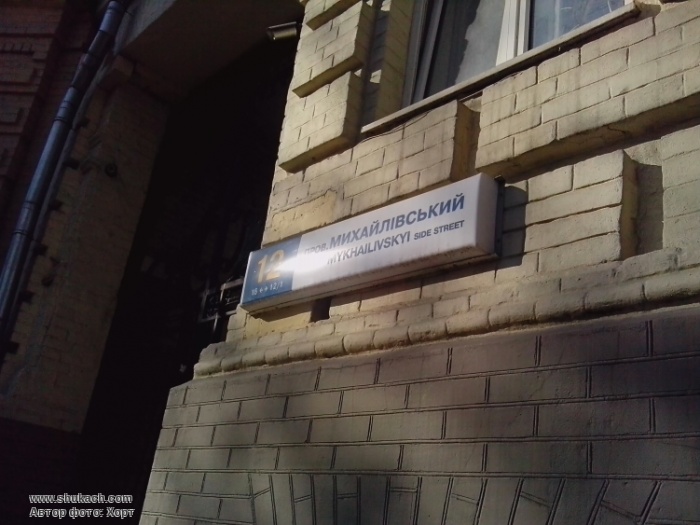 12
пров. МИХАЙЛІВСЬКИЙ
MYKHAILIVSKYI SIDE STREET
www.shukach.com
Автор фото: Хорт